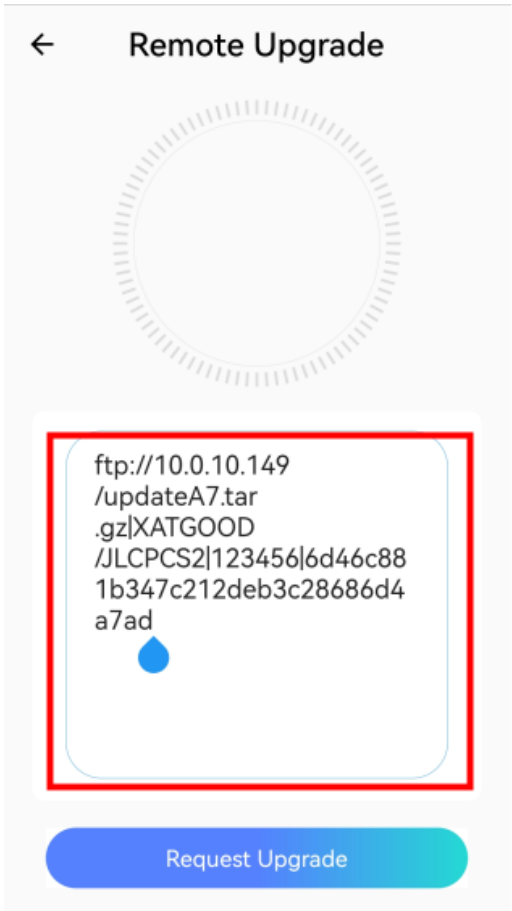 Remote Upgrade
ftp://10.0.10.149
/updateA7.tar
.gz|XATGOOD
/JLCPCS2|123456|6d46c88
1b347c212deb3c28686d4
a7ad
Request Upgrade